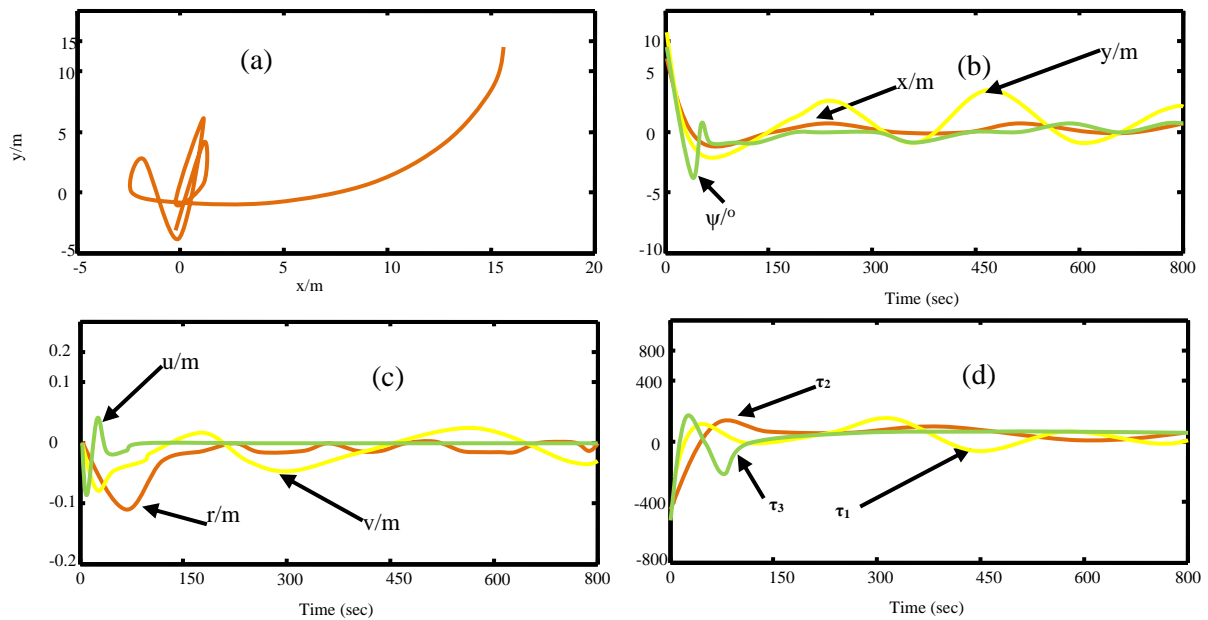 (a)
y/m
15
10
5
0
-5
-5 0 5 10 15 20
x/m
(b)
x/m
y/m
ψ/º
10
5
0
-5
-10
0 150 300 450 600 800
Time (sec)
(c)
u/m
r/m
v/m
0.2
0.1
0
-0.1
-0.2
0 150 300 450 600 800
Time (sec)
(d)
τ2
τ3
τ1
800
400
0
-400
-800
0 150 300 450 600 800
Time (sec)